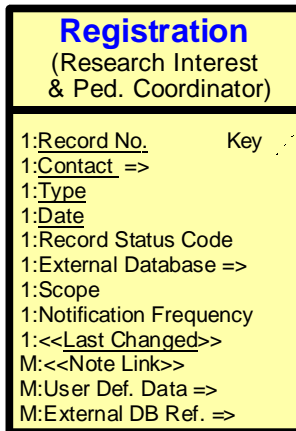 Registration
(Research Interest
& Ped. Coordinator)
1:Record No. Key
1:Contact =>
1:Type
1:Date
1:Record Status Code
1:External Database =>
1:Scope
1:Notification Frequency
1:<<Last Changed>>
M:<<Note Link>>
M:User Def. Data =>
M:External DB Ref. =>